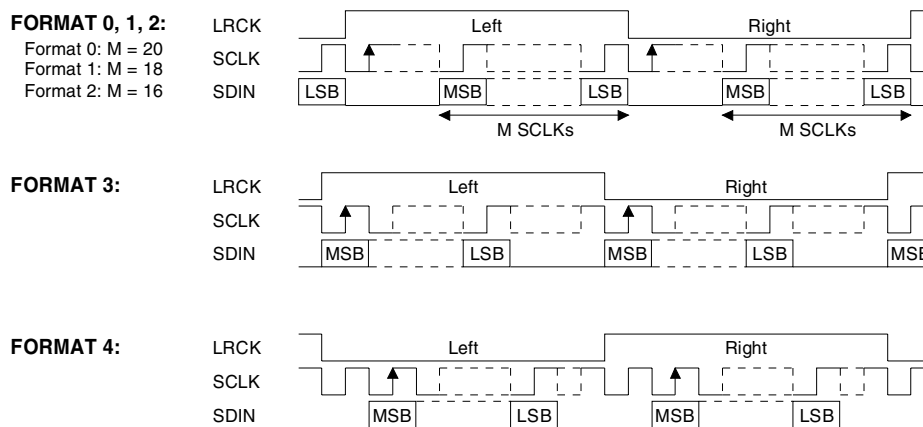 FORMAT 0, 1, 2:
Format 0: M = 20
Format 1: M = 18
Format 2: M = 16
LRCK Left Right
SCLK
SDIN LSB MSB LSB MSB LSB
M SCLKs M SCLKs
FORMAT 3:
LRCK Left Right
SCLK
SDIN MSB LSB MSB LSB MSB
FORMAT 4:
LRCK Left Right
SCLK
SDIN MSB LSB MSB LSB